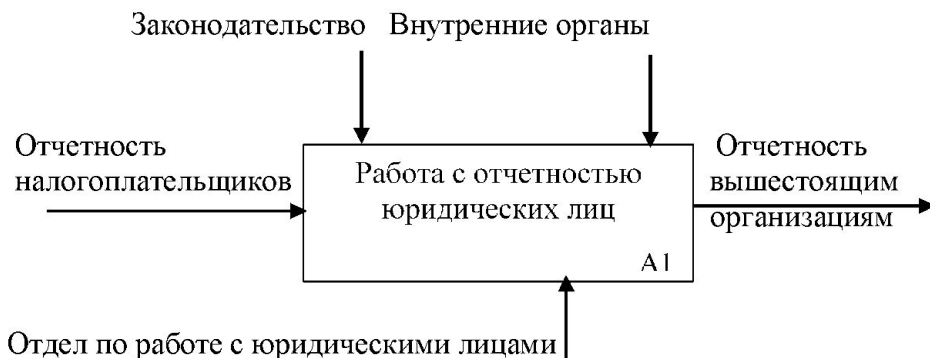 Законодательство Внутренние органы
Отчетность
налогоплательщиков
Работа с отчетностью
юридических лиц
А1
Отчетность
вышестоящим
организациям
Отдел по работе с юридическими лицами